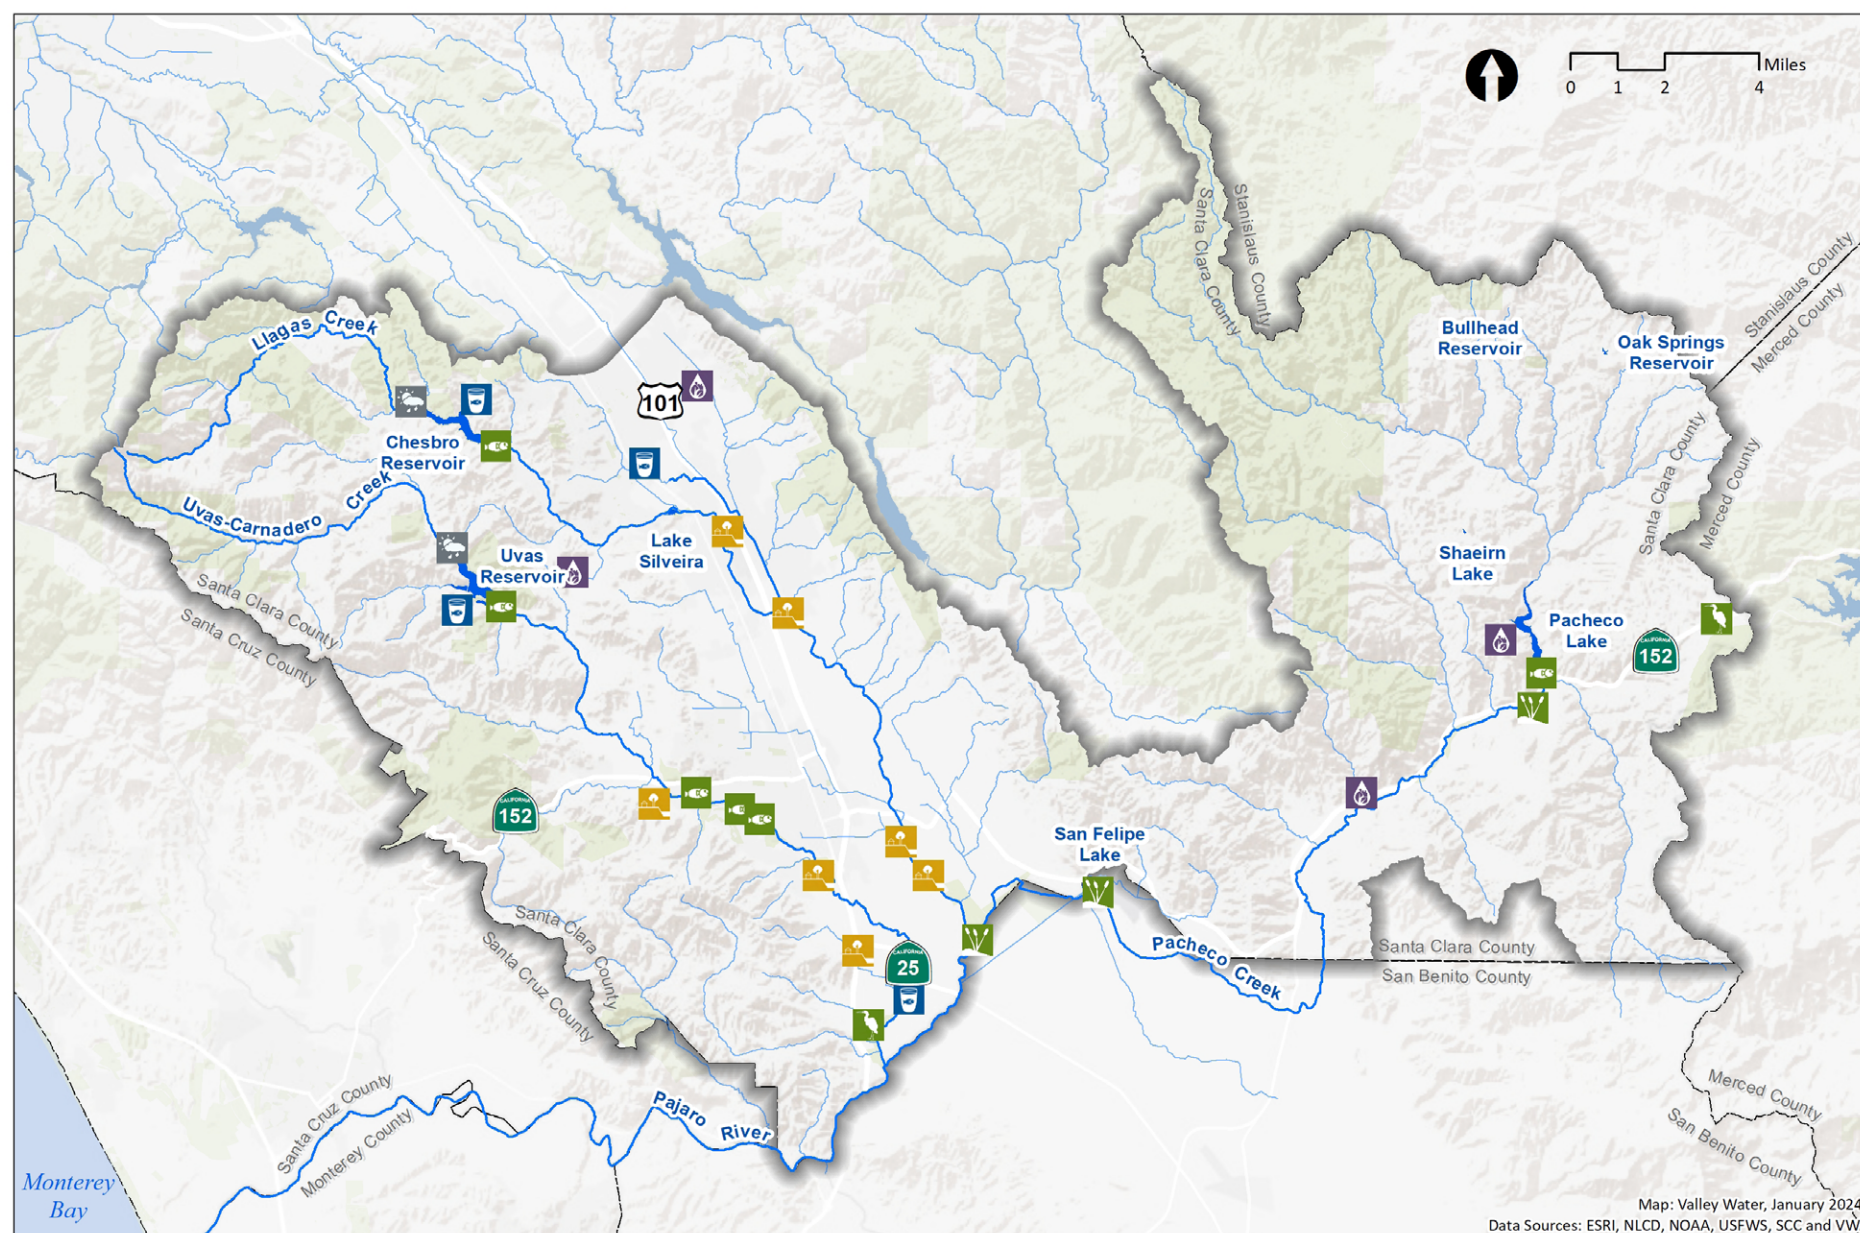 0 1 2 4 Miles
Stanislaus County
Santa Clara County
Stanislaus County
Merced County
Bullhead
Reservoir
Oak Springs
Reservoir
Llagas Creek
101
Chesbro
Reservoir
Uvas-Carnadero Creek
Santa Clara County
Merced County
Lake
Silveira
Uvas
Reservoir
Shaeirn
Lake
Santa Clara County
Santa Cruz County
Pacheco
Lake
CALIFORNIA
152
CALIFORNIA
152
San Felipe
Lake
Santa Clara County
Santa Cruz County
CALIFORNIA
25
Pacheco Creek
Santa Clara County
San Benito County
Santa Cruz County
Monterey County
Pajaro River
Merced County
San Benito County
Monterey
Bay
Map: Valley Water, January 2024
Data Sources: ESRI, NLCD, NOAA, USFWS, SCC and VW